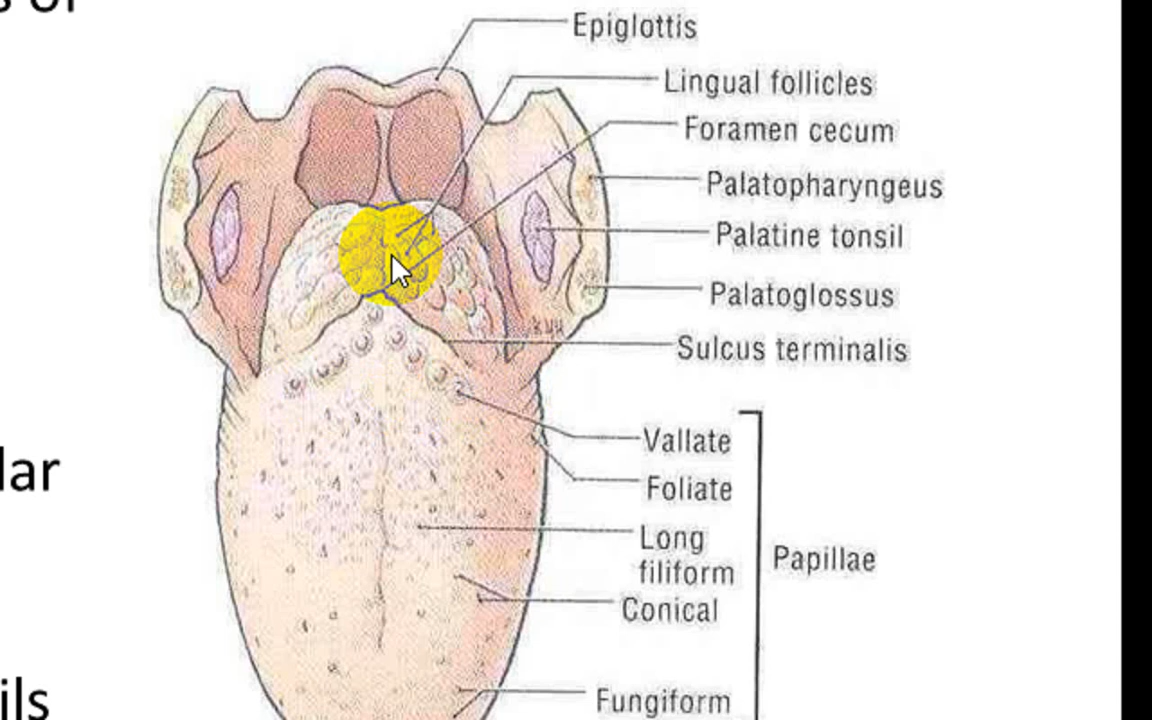 s of
Epiglottis
Lingual follicles
Foramen cecum
Palatopharyngeus
Palatine tonsil
Palatoglossus
Sulcus terminalis
Vallate
lar
Foliate
Long
filiform
Papillae
Conical
ils
Fungiform